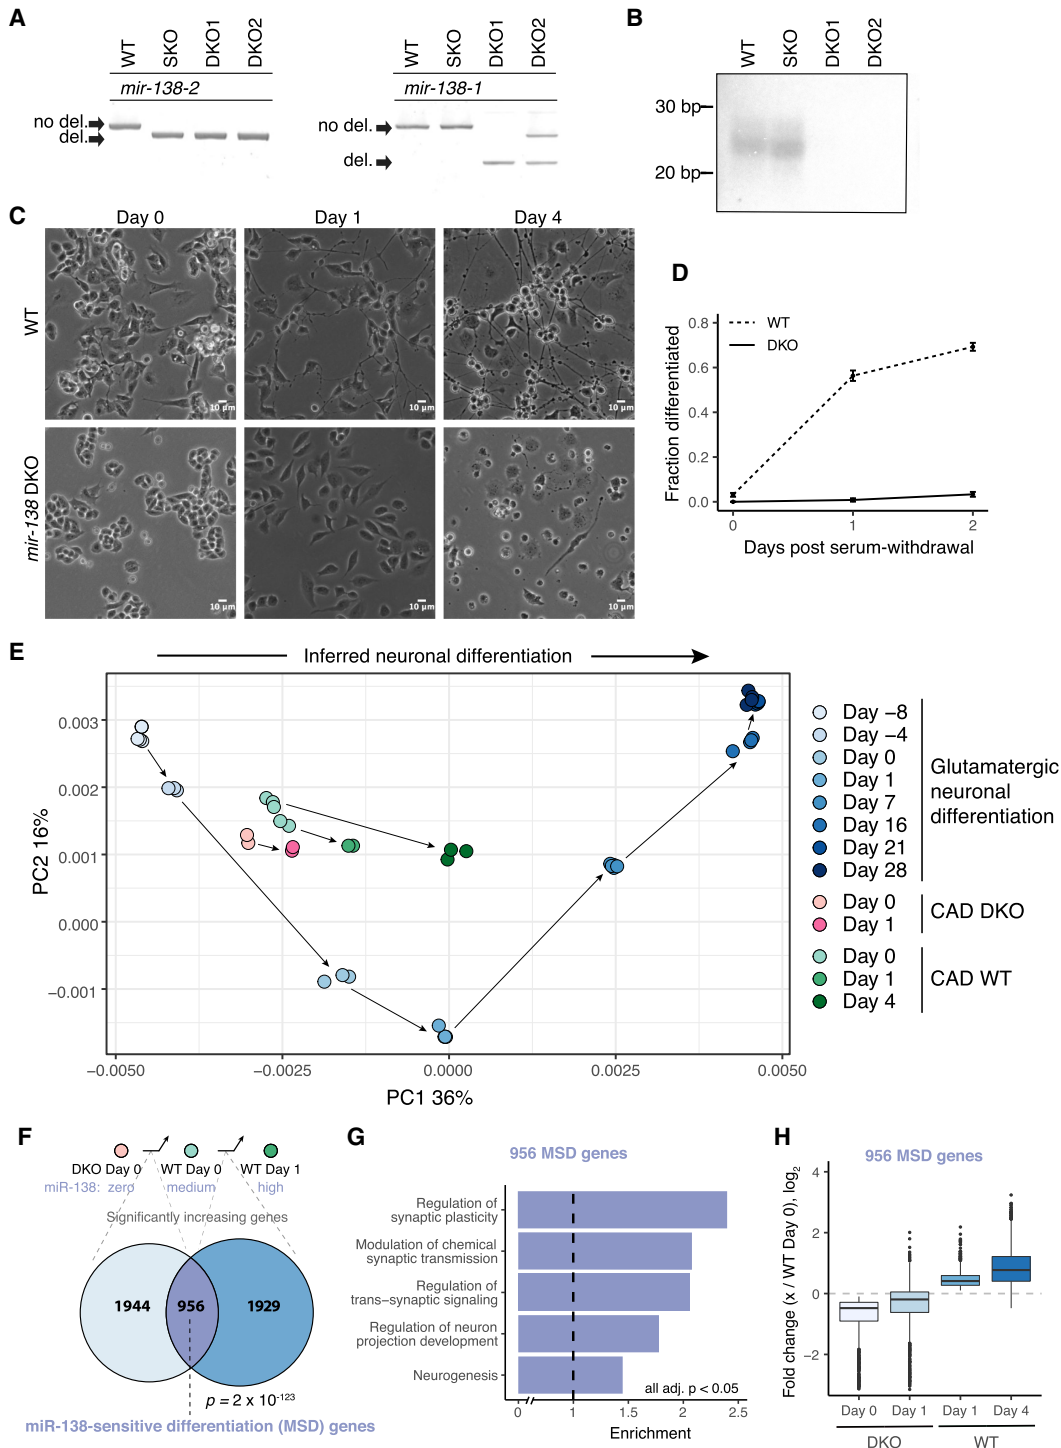 A
WT
SKO
DKO1
DKO2
mir-138-2
no del.
del.
WT
SKO
DKO1
DKO2
mir-138-1
no del.
del.
B
WT
SKO
DKO1
DKO2
30 bp
20 bp
C
Day 0
Day 1
Day 4
WT
10 µm
10 µm
10 µm
mir-138 DKO
10 µm
10 µm
10 µm
D
WT
DKO
Fraction differentiated
0.8
0.6
0.4
0.2
0.0
0
1
2
Days post serum-withdrawal
E
Inferred neuronal differentiation
PC2 16%
0.003
0.002
0.001
0.000
−0.001
−0.0050
−0.0025
0.0000
0.0025
0.0050
PC1 36%
Day −8
Day −4
Day 0
Day 1
Day 7
Day 16
Day 21
Day 28
Glutamatergic
neuronal
differentiation
Day 0
Day 1
CAD DKO
Day 0
Day 1
Day 4
CAD WT
F
DKO Day 0
WT Day 0
WT Day 1
miR-138:
zero
medium
high
Significantly increasing genes
1944
956
1929
p = 2 x 10-123
miR-138-sensitive differentiation (MSD) genes
G
956 MSD genes
Regulation of
synaptic plasticity
Modulation of chemical
synaptic transmission
Regulation of
trans−synaptic signaling
Regulation of neuron
projection development
Neurogenesis
all adj. p < 0.05
0
1
1.5
2
2.5
Enrichment
H
956 MSD genes
Fold change (x / WT Day 0), log2
4
2
0
−2
Day 0
Day 1
Day 1
Day 4
DKO
WT